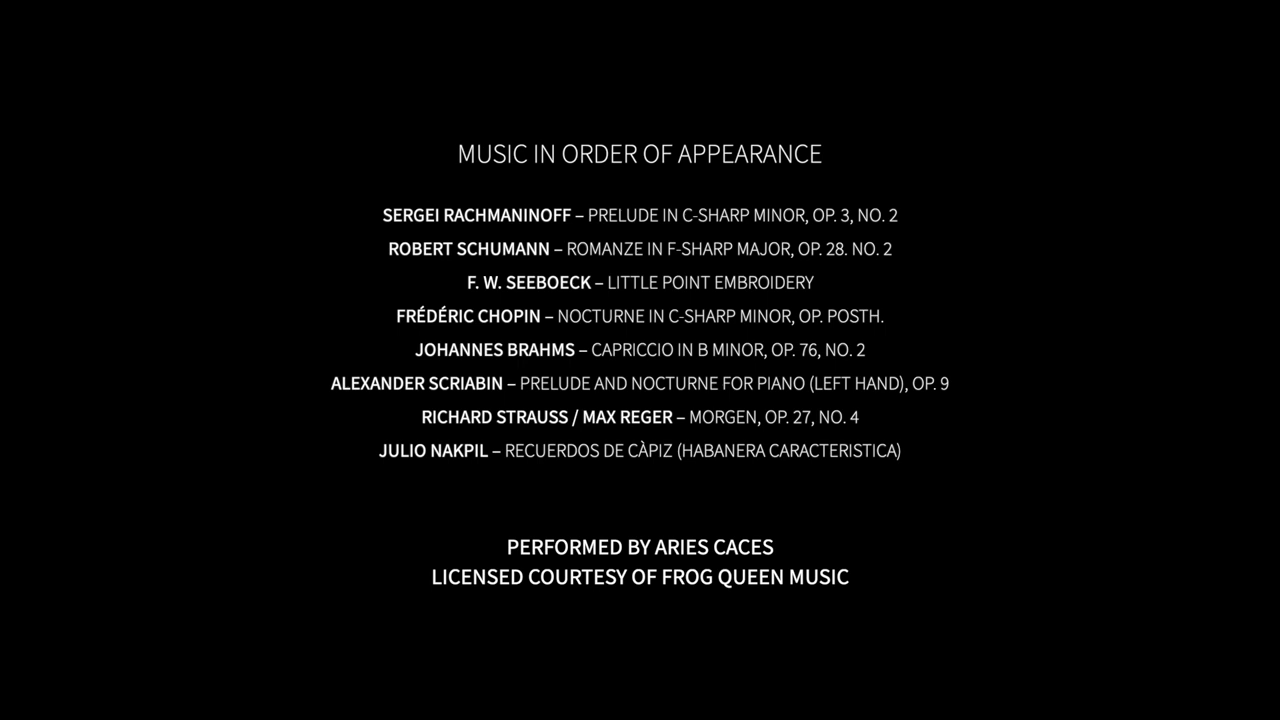 MUSIC IN ORDER OF APPEARANCE
SERGEI RACHMANINOFF – PRELUDE IN C-SHARP MINOR, OP. 3, NO. 2
ROBERT SCHUMANN – ROMANZE IN F-SHARP MAJOR, OP. 28. NO. 2
F. W. SEEBOECK – LITTLE POINT EMBROIDERY
FRÉDÉRIC CHOPIN – NOCTURNE IN C-SHARP MINOR, OP. POSTH.
JOHANNES BRAHMS – CAPRICCIO IN B MINOR, OP. 76, NO. 2
ALEXANDER SCRIABIN – PRELUDE AND NOCTURNE FOR PIANO (LEFT HAND), OP. 9
RICHARD STRAUSS / MAX REGER – MORGEN, OP. 27, NO. 4
JULIO NAKPIL – RECUERDOS DE CÀPIZ (HABANERA CARACTERISTICA)
PERFORMED BY ARIES CACES
LICENSED COURTESY OF FROG QUEEN MUSIC